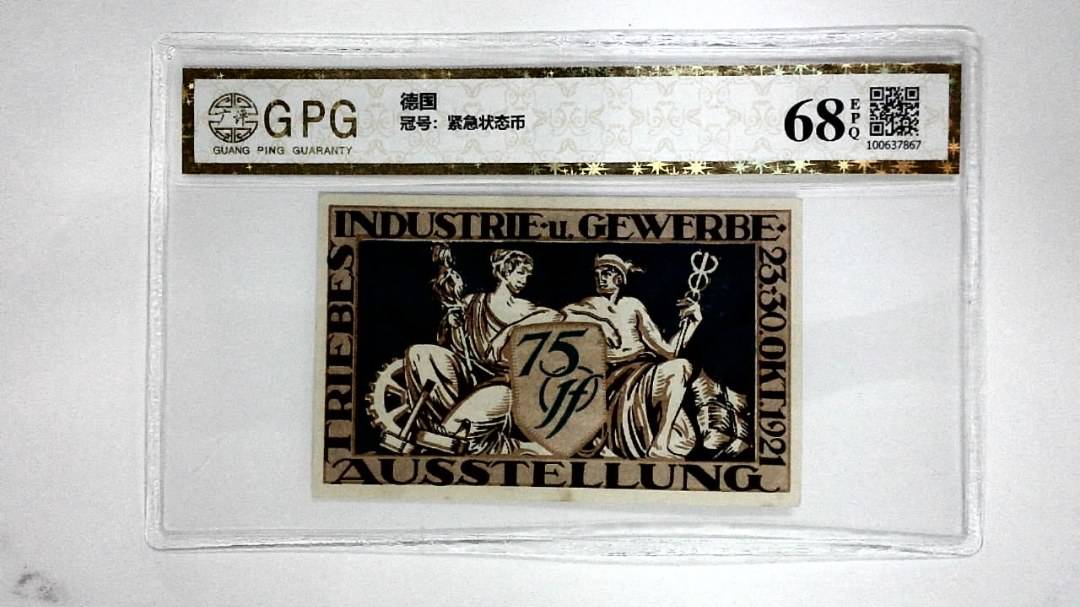 GPG
GUANG PING GUARANTY
德国
冠号：紧急状态币
68
EPQ
100637867
INDUSTRIE·u. GEWERBE·
TRIEBES
23.:30.OKT.1921
75
Pf
AUSSTELLUNG